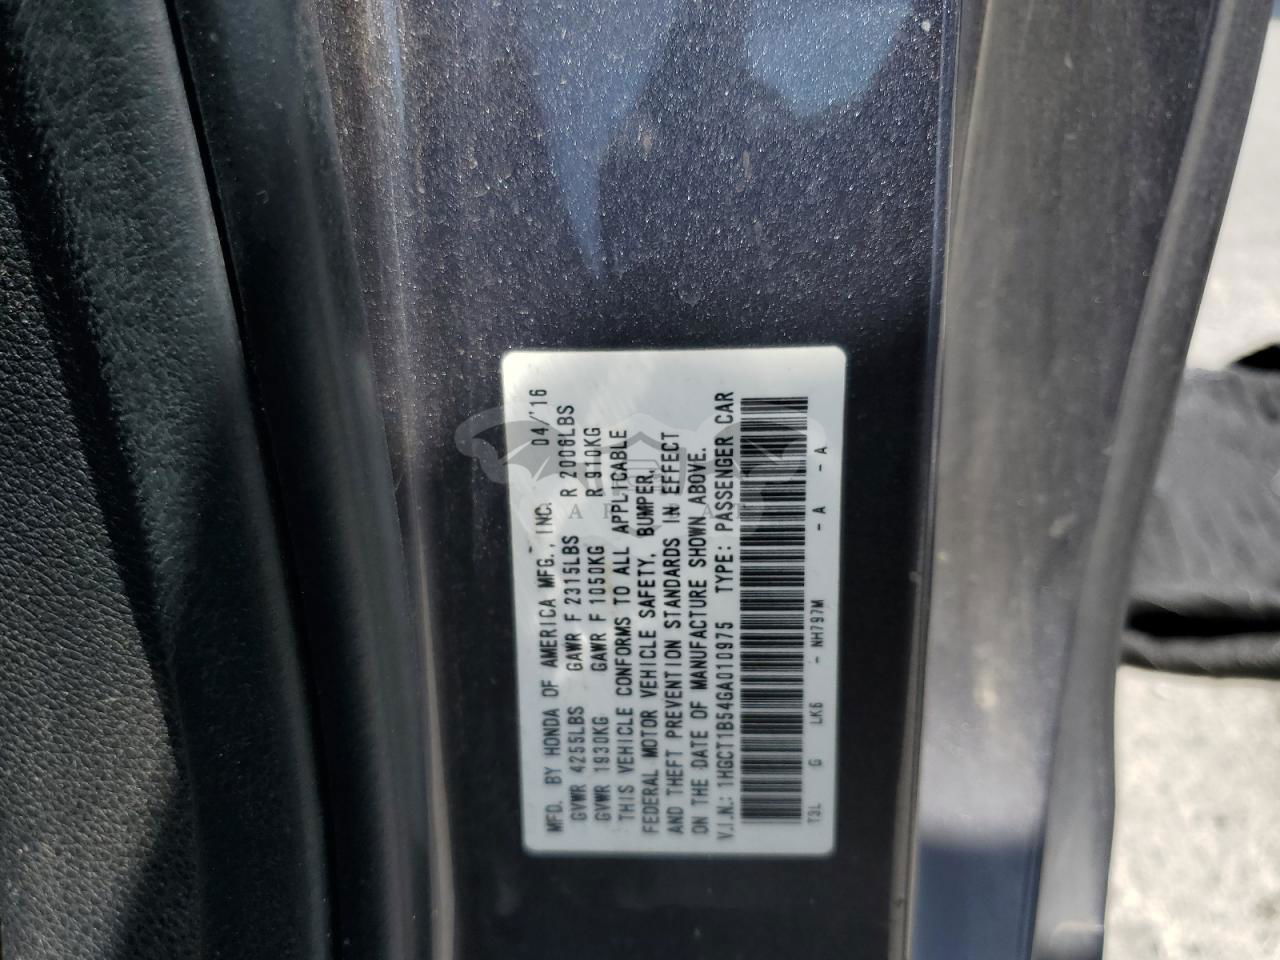 MFD. BY HONDA OF AMERICA MFG., INC. 04/'16
GVWR 4255LBS GAWR F 2315LBS R 2006LBS
GVWR 1930KG GAWR F 1050KG R 910KG
THIS VEHICLE CONFORMS TO ALL APPLICABLE
FEDERAL MOTOR VEHICLE SAFETY, BUMPER,
AND THEFT PREVENTION STANDARDS IN EFFECT
ON THE DATE OF MANUFACTURE SHOWN ABOVE.
V.I.N.: 1HGCT1B54GA010975 TYPE: PASSENGER CAR
T3L G LK6 - NH797M - A - A - A